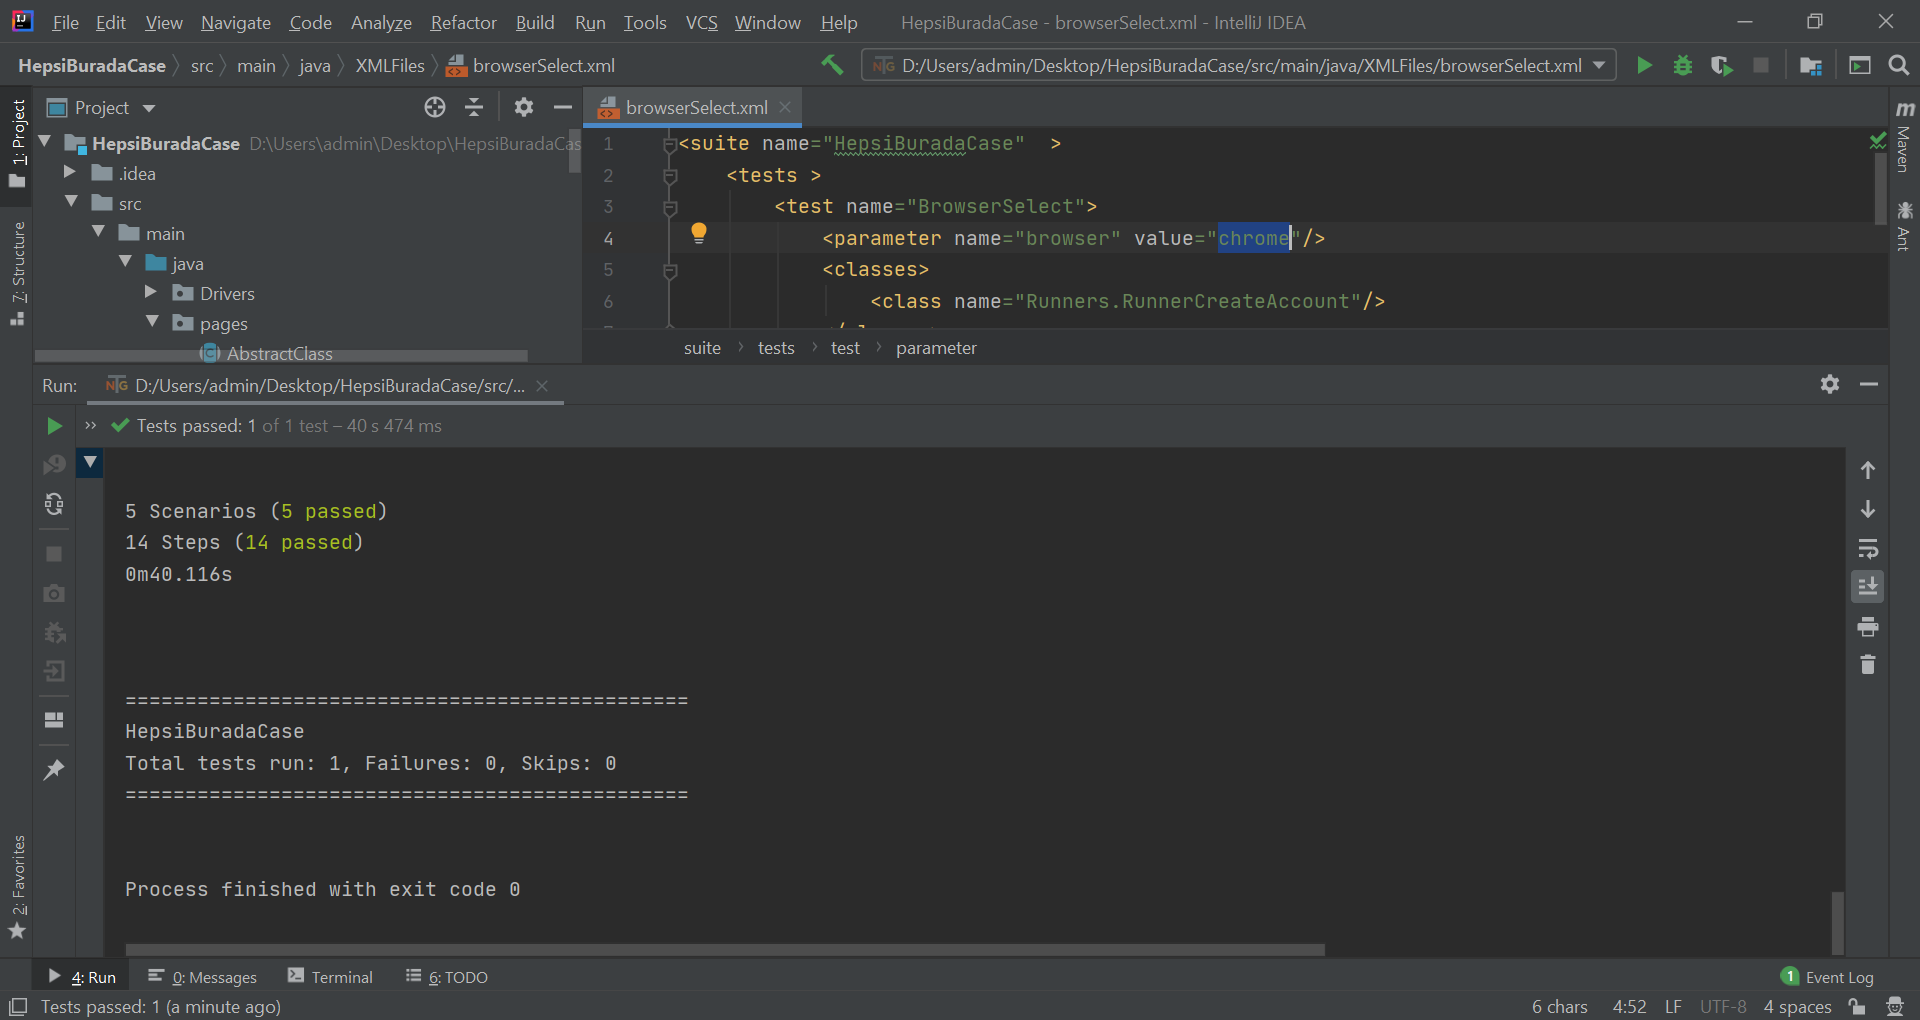 File Edit View Navigate Code Analyze Refactor Build Run Tools VCS Window Help HepsiBuradaCase - browserSelect.xml - IntelliJ IDEA
HepsiBuradaCase src main java XMLFiles browserSelect.xml
D:/Users/admin/Desktop/HepsiBuradaCase/src/main/java/XMLFiles/browserSelect.xml
1: Project
7: Structure
2: Favorites
Project
HepsiBuradaCase D:\Users\admin\Desktop\HepsiBuradaCas
.idea
src
main
java
Drivers
pages
AbstractClass
browserSelect.xml
1 <suite name="HepsiBuradaCase" >
2 <tests >
3 <test name="BrowserSelect">
4 <parameter name="browser" value="chrome"/>
5 <classes>
6 <class name="Runners.RunnerCreateAccount"/>
suite tests test parameter
Maven
Ant
Run: D:/Users/admin/Desktop/HepsiBuradaCase/src/...
Tests passed: 1 of 1 test – 40 s 474 ms
5 Scenarios (5 passed)
14 Steps (14 passed)
0m40.116s
===============================================
HepsiBuradaCase
Total tests run: 1, Failures: 0, Skips: 0
===============================================
Process finished with exit code 0
4: Run 0: Messages Terminal 6: TODO 1 Event Log
Tests passed: 1 (a minute ago) 6 chars 4:52 LF UTF-8 4 spaces